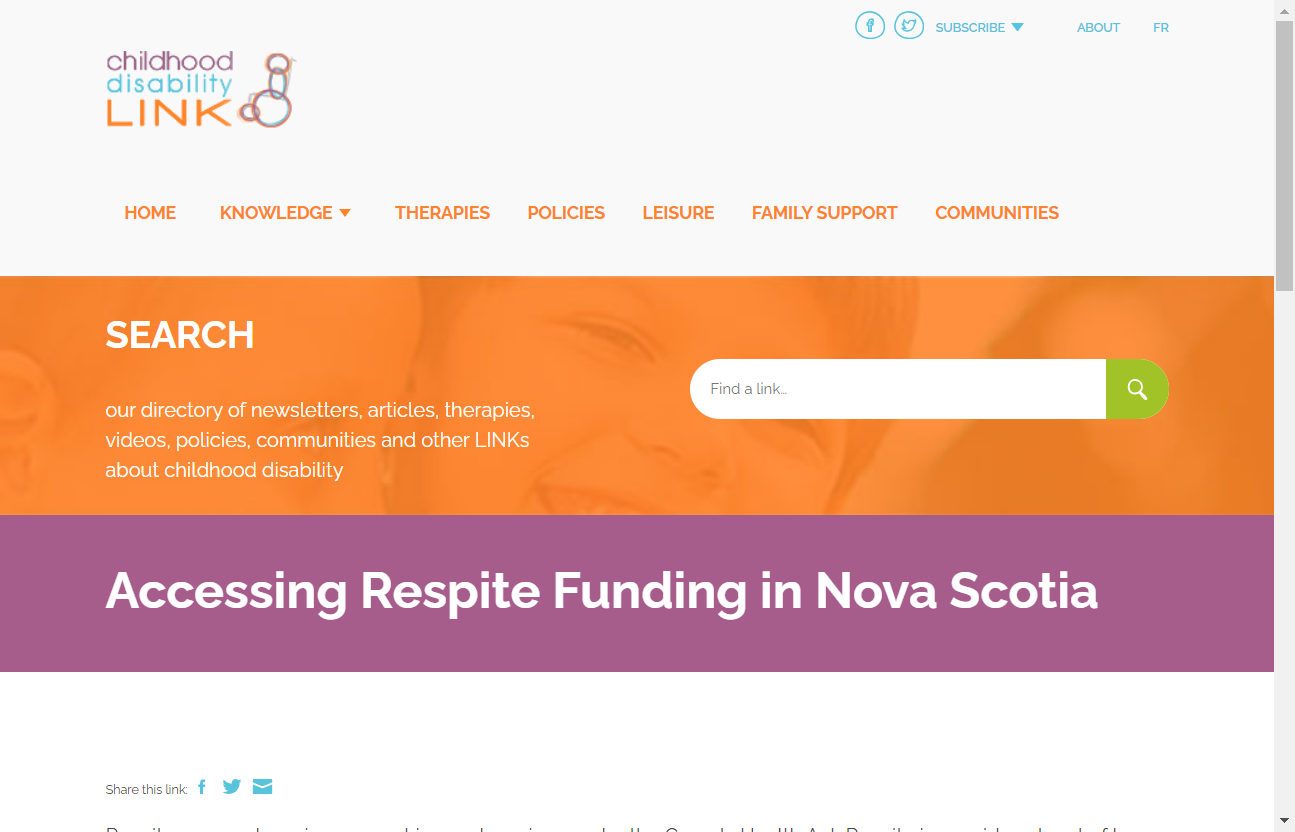 SUBSCRIBE
ABOUT
FR
childhood
disability
LINK
HOME
KNOWLEDGE
THERAPIES
POLICIES
LEISURE
FAMILY SUPPORT
COMMUNITIES
SEARCH
our directory of newsletters, articles, therapies,
videos, policies, communities and other LINKs
about childhood disability
Find a link...
Accessing Respite Funding in Nova Scotia
Share this link: